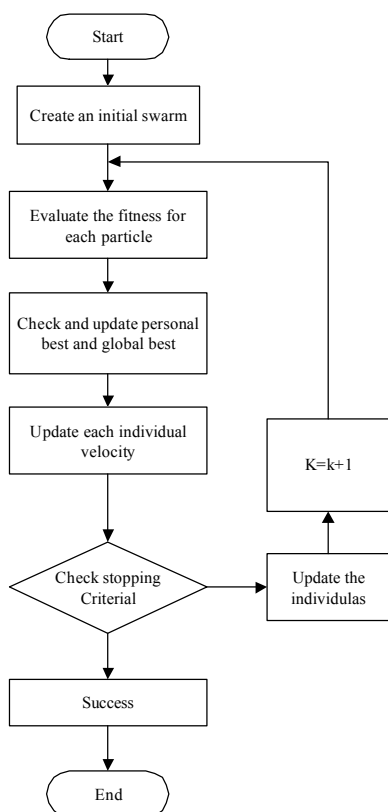 Start
Create an initial swarm
Evaluate the fitness for
each particle
Check and update personal
best and global best
Update each individual
velocity
K=k+1
Check stopping
Criterial
Update the
individulas
Success
End